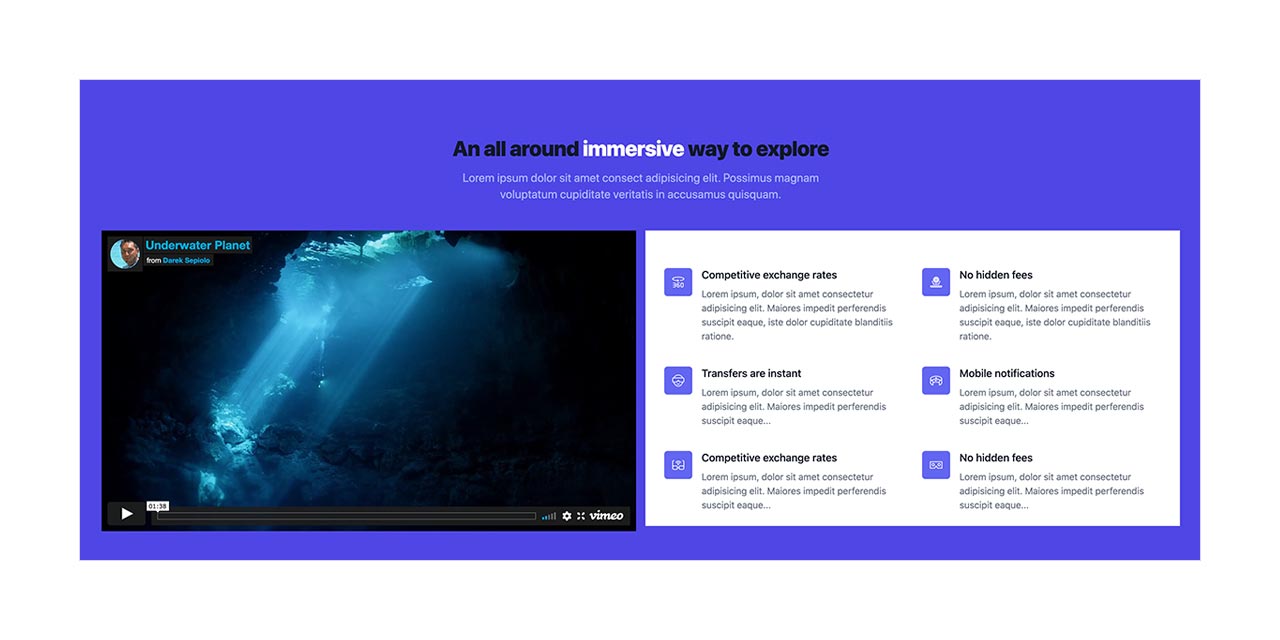 An all around immersive way to explore
Lorem ipsum dolor sit amet consect adipisicing elit. Possimus magnam
voluptatum cupiditate veritatis in accusamus quisquam.
Underwater Planet
from Darek Sepiolo
01:38
vimeo
360
Competitive exchange rates
Lorem ipsum, dolor sit amet consectetur
adipisicing elit. Maiores impedit perferendis
suscipit eaque, iste dolor cupiditate blanditiis
ratione.
No hidden fees
Lorem ipsum, dolor sit amet consectetur
adipisicing elit. Maiores impedit perferendis
suscipit eaque, iste dolor cupiditate blanditiis
ratione.
Transfers are instant
Lorem ipsum, dolor sit amet consectetur
adipisicing elit. Maiores impedit perferendis
suscipit eaque...
Mobile notifications
Lorem ipsum, dolor sit amet consectetur
adipisicing elit. Maiores impedit perferendis
suscipit eaque...
Competitive exchange rates
Lorem ipsum, dolor sit amet consectetur
adipisicing elit. Maiores impedit perferendis
suscipit eaque...
No hidden fees
Lorem ipsum, dolor sit amet consectetur
adipisicing elit. Maiores impedit perferendis
suscipit eaque...